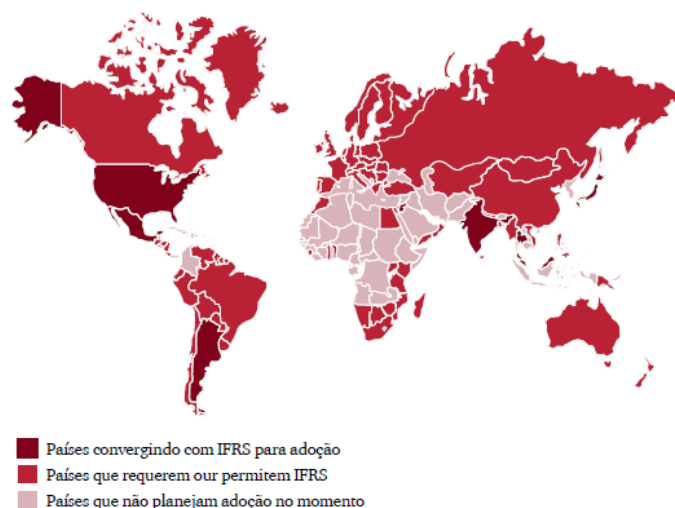 Países convergindo com IFRS para adoção
Países que requerem our permitem IFRS
Países que não planejam adoção no momento